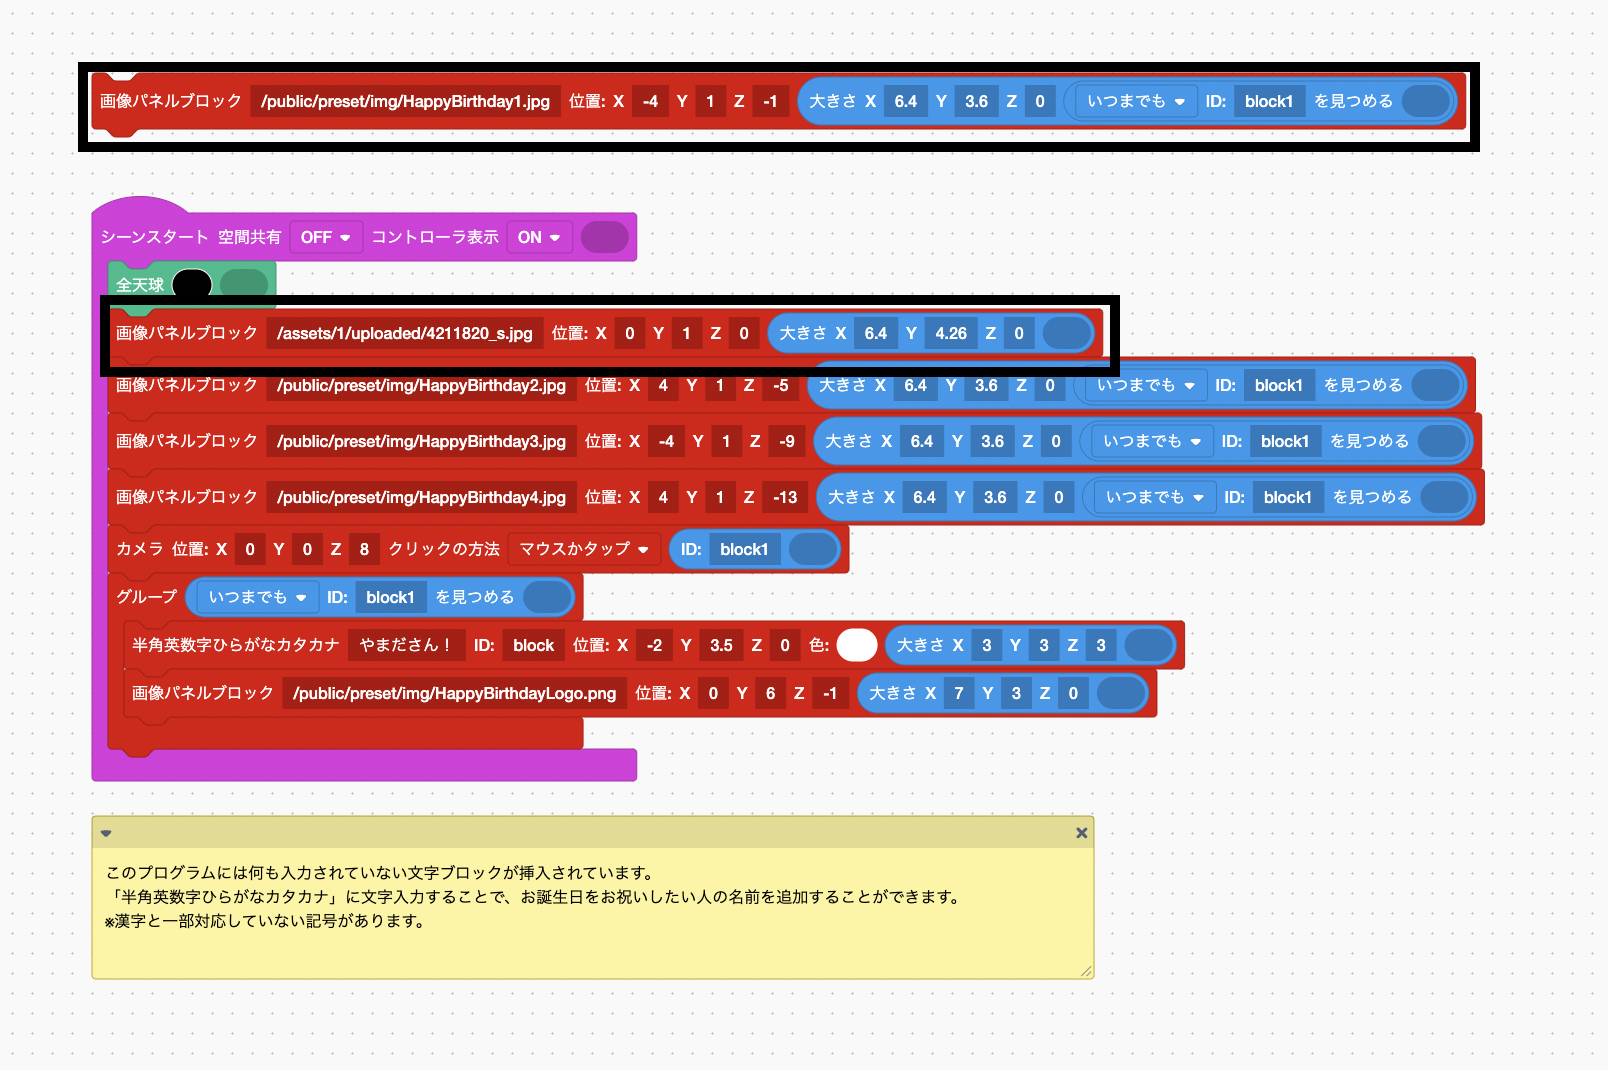 画像パネルブロック /public/preset/img/HappyBirthday1.jpg 位置: X -4 Y 1 Z -1 大きさ X 6.4 Y 3.6 Z 0 いつまでも ID: block1 を見つめる
シーンスタート 空間共有 OFF コントローラ表示 ON
全天球
画像パネルブロック /assets/1/uploaded/4211820_s.jpg 位置: X 0 Y 1 Z 0 大きさ X 6.4 Y 4.26 Z 0
画像パネルブロック /public/preset/img/HappyBirthday2.jpg 位置: X 4 Y 1 Z -5 大きさ X 6.4 Y 3.6 Z 0 いつまでも ID: block1 を見つめる
画像パネルブロック /public/preset/img/HappyBirthday3.jpg 位置: X -4 Y 1 Z -9 大きさ X 6.4 Y 3.6 Z 0 いつまでも ID: block1 を見つめる
画像パネルブロック /public/preset/img/HappyBirthday4.jpg 位置: X 4 Y 1 Z -13 大きさ X 6.4 Y 3.6 Z 0 いつまでも ID: block1 を見つめる
カメラ 位置: X 0 Y 0 Z 8 クリックの方法 マウスかタップ ID: block1
グループ いつまでも ID: block1 を見つめる
半角英数字ひらがなカタカナ やまださん! ID: block 位置: X -2 Y 3.5 Z 0 色: 大きさ X 3 Y 3 Z 3
画像パネルブロック /public/preset/img/HappyBirthdayLogo.png 位置: X 0 Y 6 Z -1 大きさ X 7 Y 3 Z 0
このプログラムには何も入力されていない文字ブロックが挿入されています。
「半角英数字ひらがなカタカナ」に文字入力することで、お誕生日をお祝いしたい人の名前を追加することができます。
※漢字と一部対応していない記号があります。